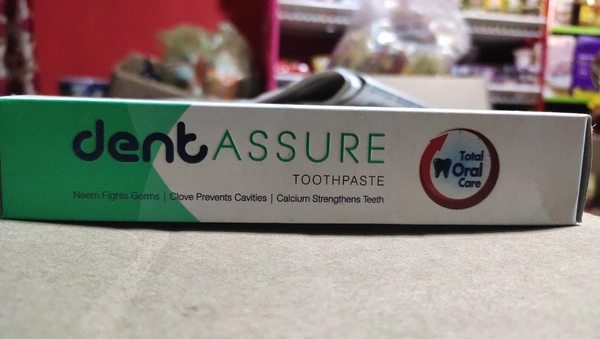 dentASSURE
TOOTHPASTE
Neem Fights Germs | Clove Prevents Cavities | Calcium Strengthens Teeth
Total
Oral
Care